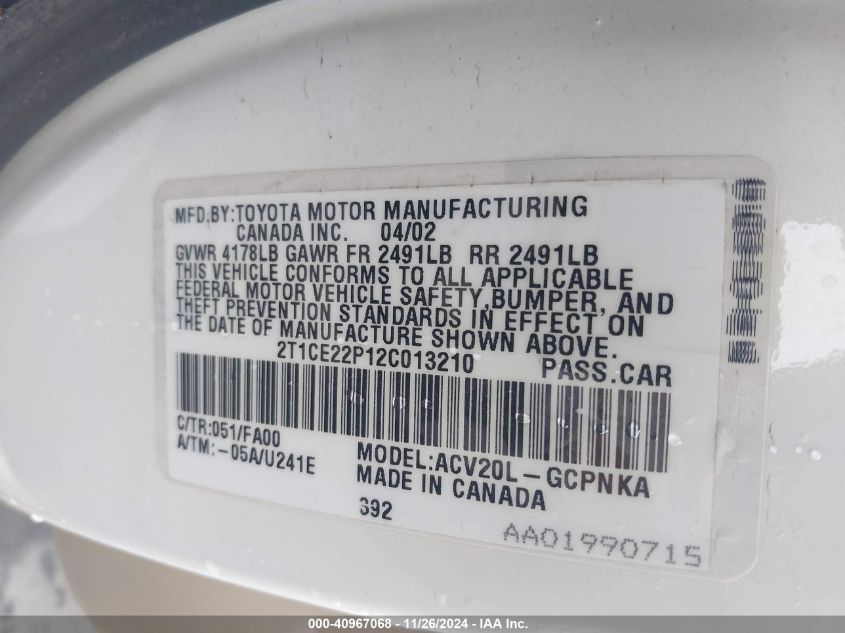 MFD.BY:TOYOTA MOTOR MANUFACTURING
CANADA INC. 04/02
GVWR 4178LB GAWR FR 2491LB RR 2491LB
THIS VEHICLE CONFORMS TO ALL APPLICABLE
FEDERAL MOTOR VEHICLE SAFETY,BUMPER, AND
THEFT PREVENTION STANDARDS IN EFFECT ON
THE DATE OF MANUFACTURE SHOWN ABOVE.
2T1CE22P12C013210 PASS.CAR
C/TR:051/FA00
A/TM:-05A/U241E
MODEL:ACV20L-GCPNKA
MADE IN CANADA
392
AA01990715
000-40967068 - 11/26/2024 - IAAI Inc.